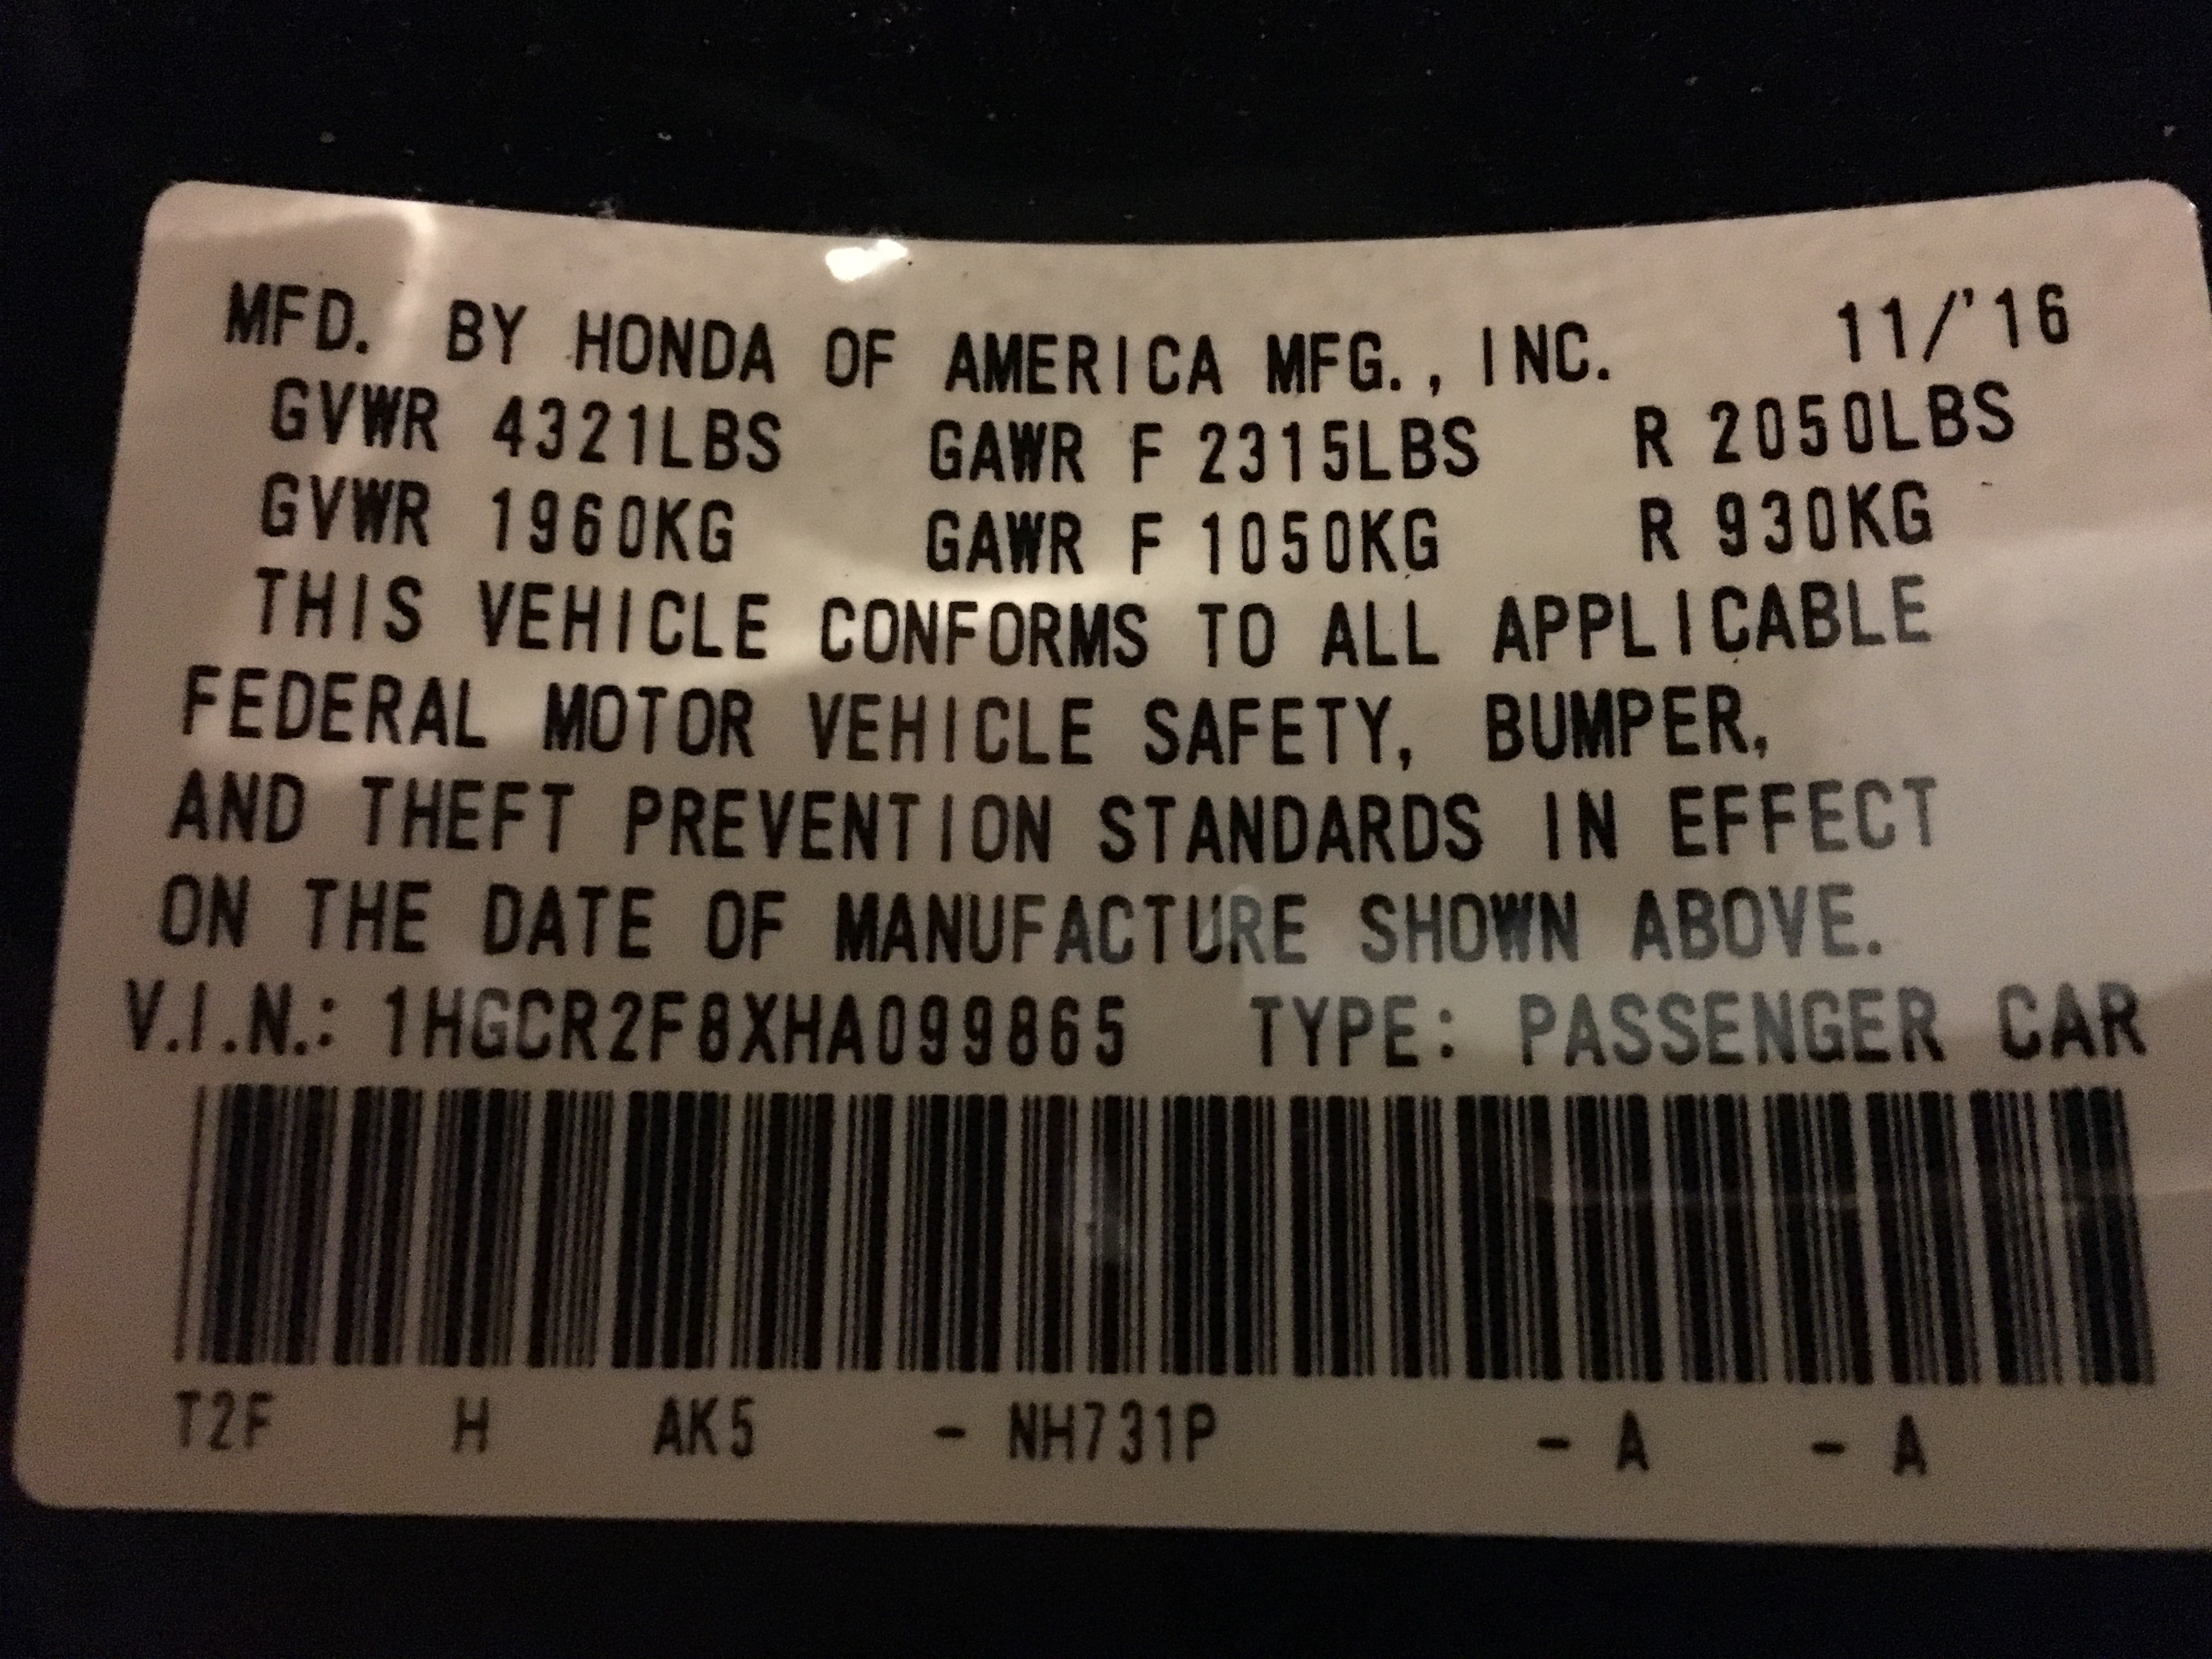 MFD. BY HONDA OF AMERICA MFG., INC. 11/'16
GVWR 4321LBS GAWR F 2315LBS R 2050LBS
GVWR 1960KG GAWR F 1050KG R 930KG
THIS VEHICLE CONFORMS TO ALL APPLICABLE
FEDERAL MOTOR VEHICLE SAFETY, BUMPER,
AND THEFT PREVENTION STANDARDS IN EFFECT
ON THE DATE OF MANUFACTURE SHOWN ABOVE.
V.I.N.: 1HGCR2F8XHA099865 TYPE: PASSENGER CAR
T2F H AK5 - NH731P - A - A